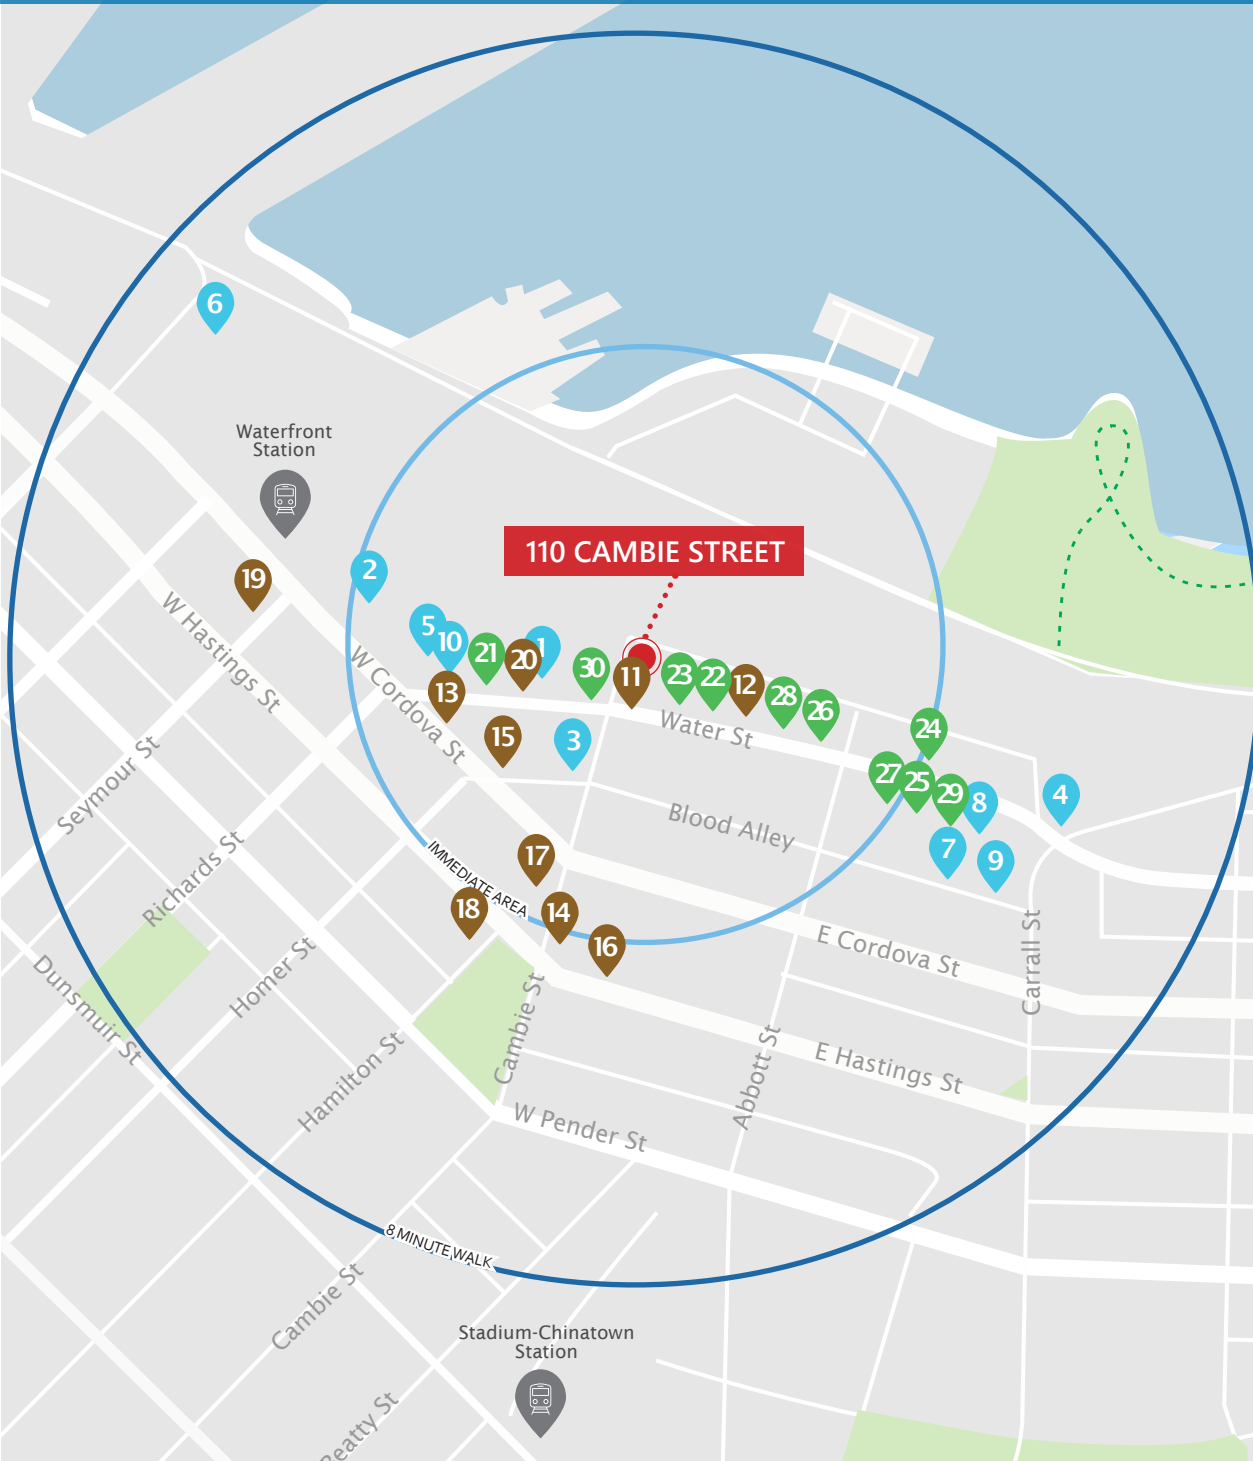 6
Waterfront
Station
110 CAMBIE STREET
19
2
5
10
21
20
1
30
11
23
22
12
28
26
13
15
3
24
27
25
29
8
4
7
9
17
18
14
16
W Hastings St
W Cordova St
Water St
Blood Alley
Seymour St
Richards St
IMMEDIATE AREA
E Cordova St
Carrall St
Homer St
Dunsmuir St
Cambie St
Hamilton St
Abbott St
E Hastings St
W Pender St
8 MINUTE WALK
Cambie St
Stadium-Chinatown
Station
Beatty St